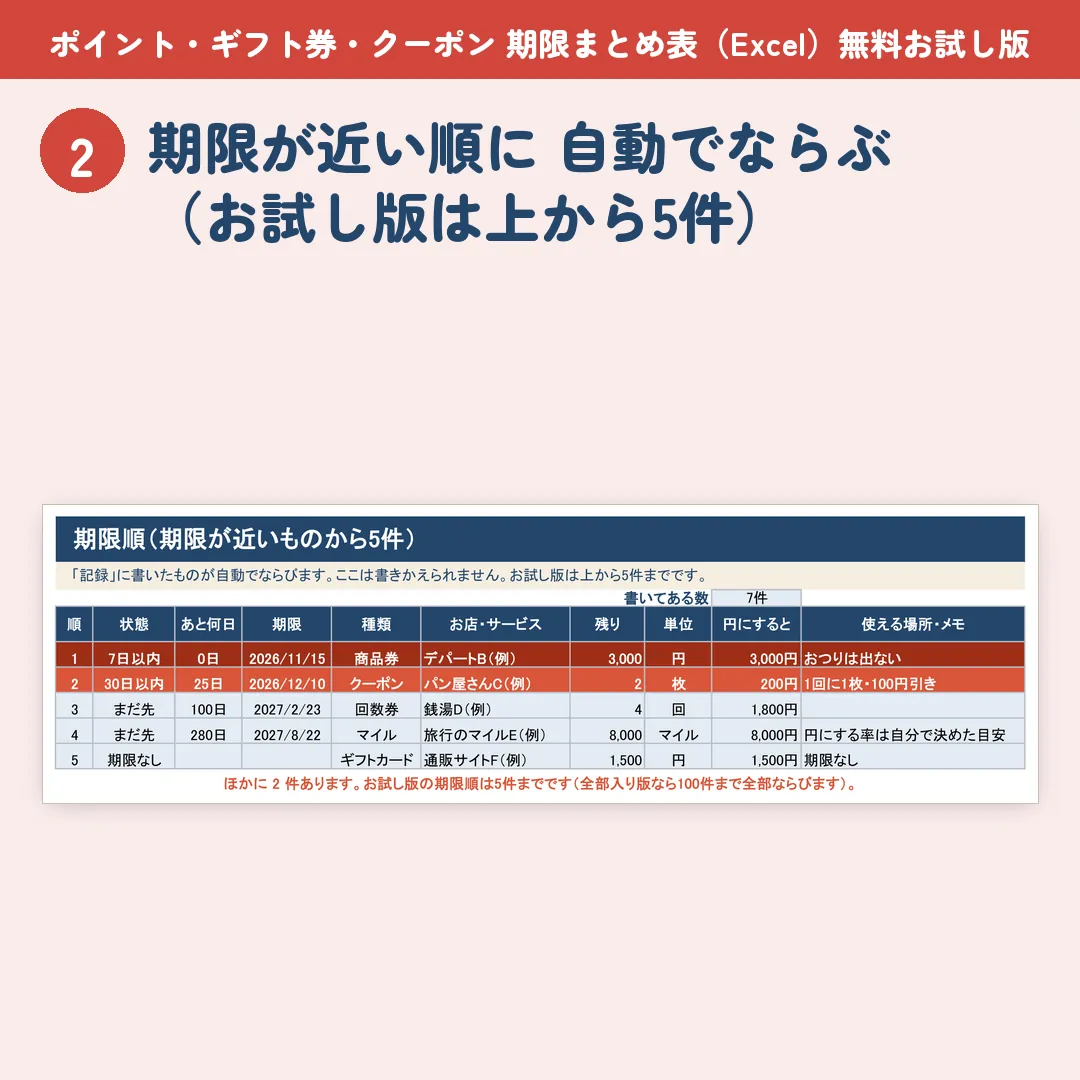 ポイント・ギフト券・クーポン 期限まとめ表（Excel）無料お試し版
2 期限が近い順に 自動でならぶ
（お試し版は上から5件）
期限順（期限が近いものから5件）
「記録」に書いたものが自動でならびます。ここは書きかえられません。お試し版は上から5件までです。
書いてある数 7件
順 状態 あと何日 期限 種類 お店・サービス 残り 単位 円にすると 使える場所・メモ
1 7日以内 0日 2026/11/15 商品券 デパートB（例） 3,000 円 3,000円 おつりは出ない
2 30日以内 25日 2026/12/10 クーポン パン屋さんC（例） 2 枚 200円 1回に1枚・100円引き
3 まだ先 100日 2027/2/23 回数券 銭湯D（例） 4 回 1,800円
4 まだ先 280日 2027/8/22 マイル 旅行のマイルE（例） 8,000 マイル 8,000円 円にする率は自分で決めた目安
5 期限なし ギフトカード 通販サイトF（例） 1,500 円 1,500円 期限なし
ほかに 2 件あります。お試し版の期限順は5件までです（全部入り版なら100件まで全部ならびます）。